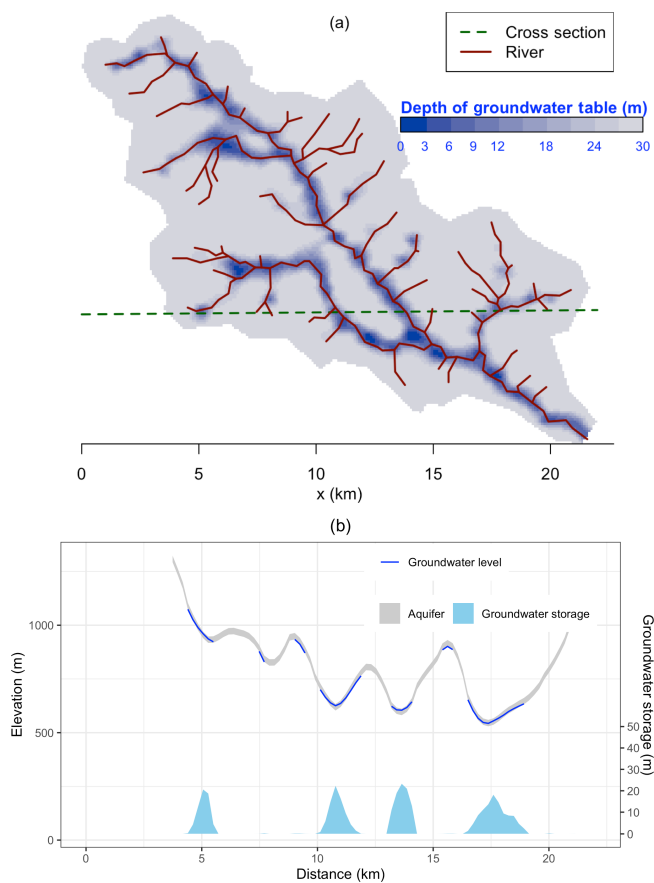 (a)
Cross section
River
Depth of groundwater table (m)
0 3 6 9 12 18 24 30
0 5 10 15 20
x (km)
(b)
Groundwater level
Aquifer Groundwater storage
Elevation (m)
1000
500
0
Groundwater storage (m)
50
40
30
20
10
0
0 5 10 15 20
Distance (km)